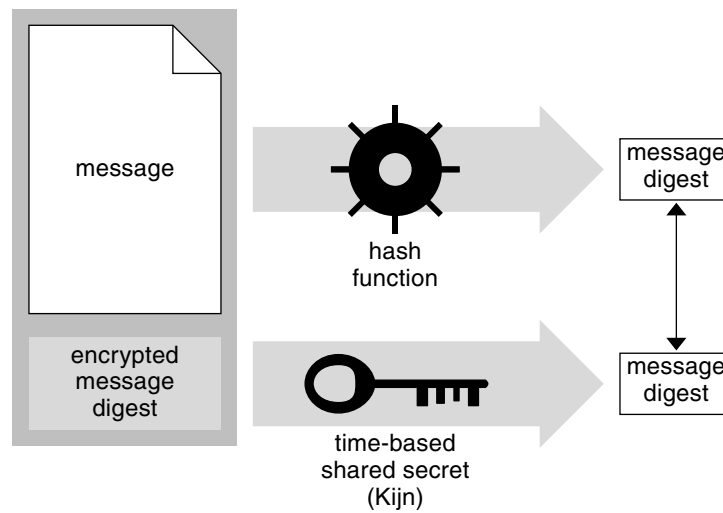 message
hash
function
message
digest
encrypted
message
digest
time-based
shared secret
(Kijn)
message
digest